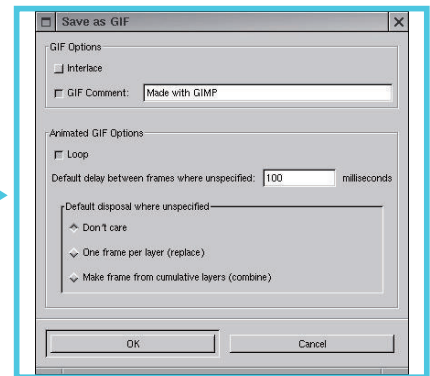 Save as GIF
GIF Options
Interlace
GIF Comment: Made with GIMP
Animated GIF Options
Loop
Default delay between frames where unspecified: 100 milliseconds
Default disposal where unspecified
Don't care
One frame per layer (replace)
Make frame from cumulative layers (combine)
OK Cancel